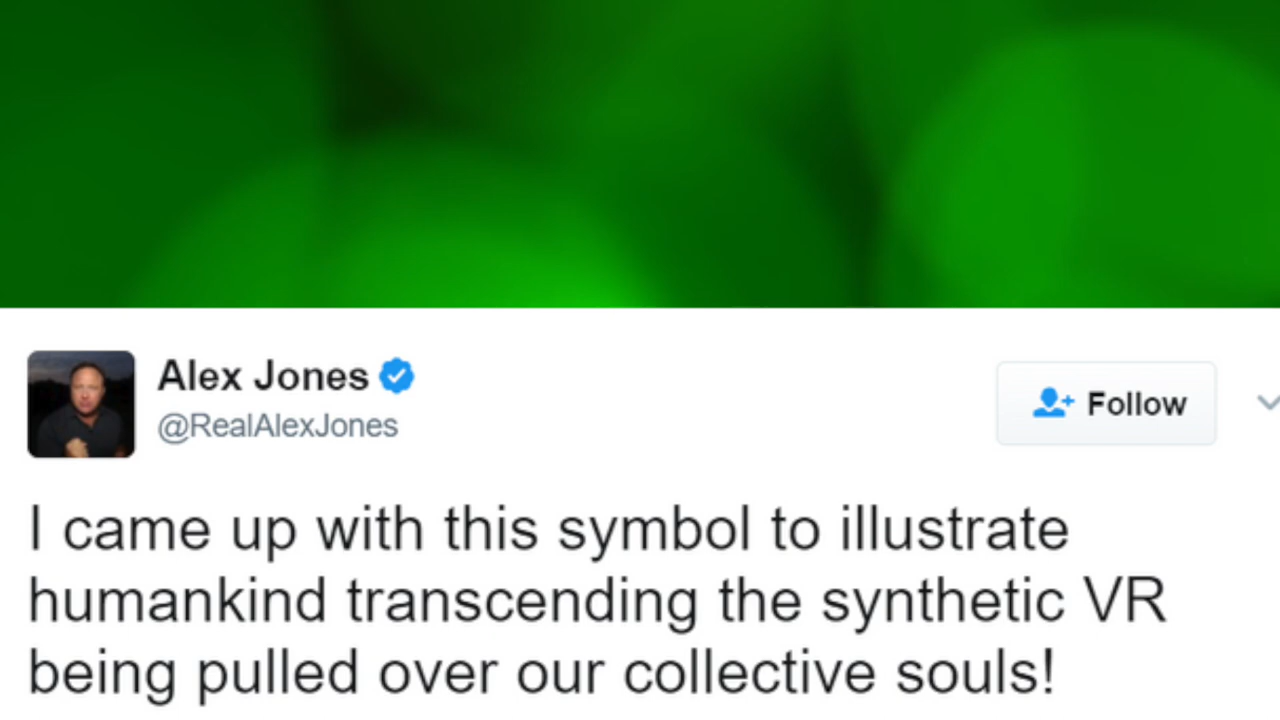 Alex Jones
@RealAlexJones
Follow
I came up with this symbol to illustrate
humankind transcending the synthetic VR
being pulled over our collective souls!